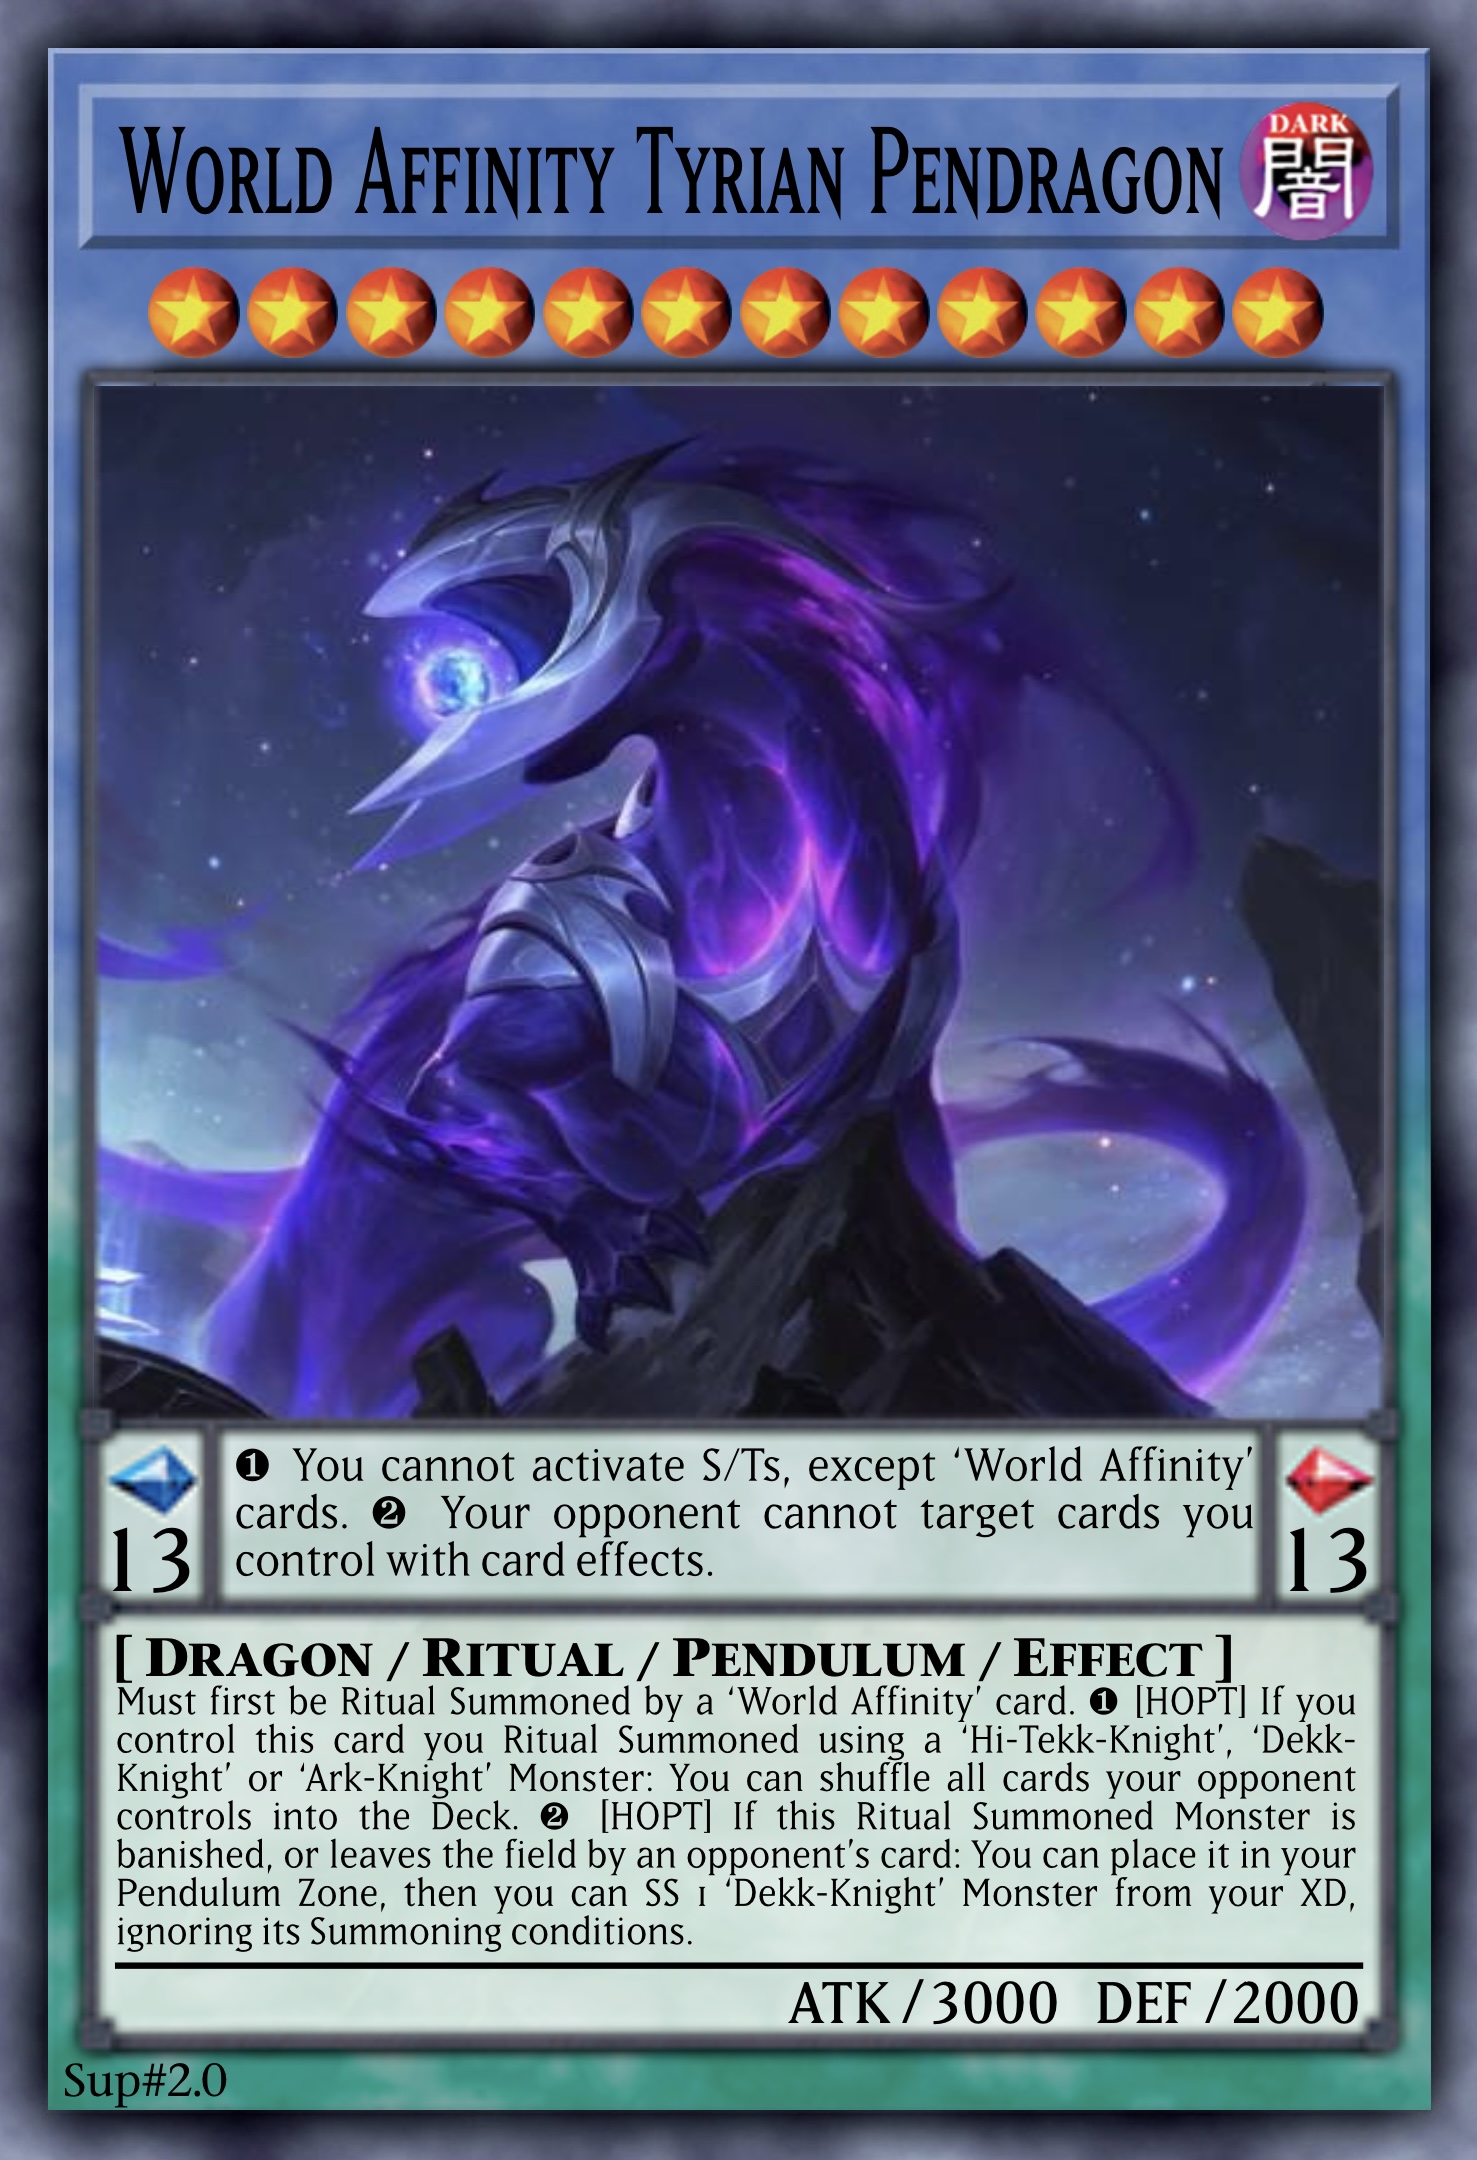 World Affinity Tyrian Pendragon
DARK
闇
❶ You cannot activate S/Ts, except ‘World Affinity’
cards. ❷ Your opponent cannot target cards you
control with card effects.
13
13
[ Dragon / Ritual / Pendulum / Effect ]
Must first be Ritual Summoned by a ‘World Affinity’ card. ❶ [HOPT] If you
control this card you Ritual Summoned using a ‘Hi-Tekk-Knight’, ‘Dekk-
Knight’ or ‘Ark-Knight’ Monster: You can shuffle all cards your opponent
controls into the Deck. ❷ [HOPT] If this Ritual Summoned Monster is
banished, or leaves the field by an opponent's card: You can place it in your
Pendulum Zone, then you can SS 1 ‘Dekk-Knight’ Monster from your XD,
ignoring its Summoning conditions.
ATK / 3000 DEF / 2000
Sup#2.0